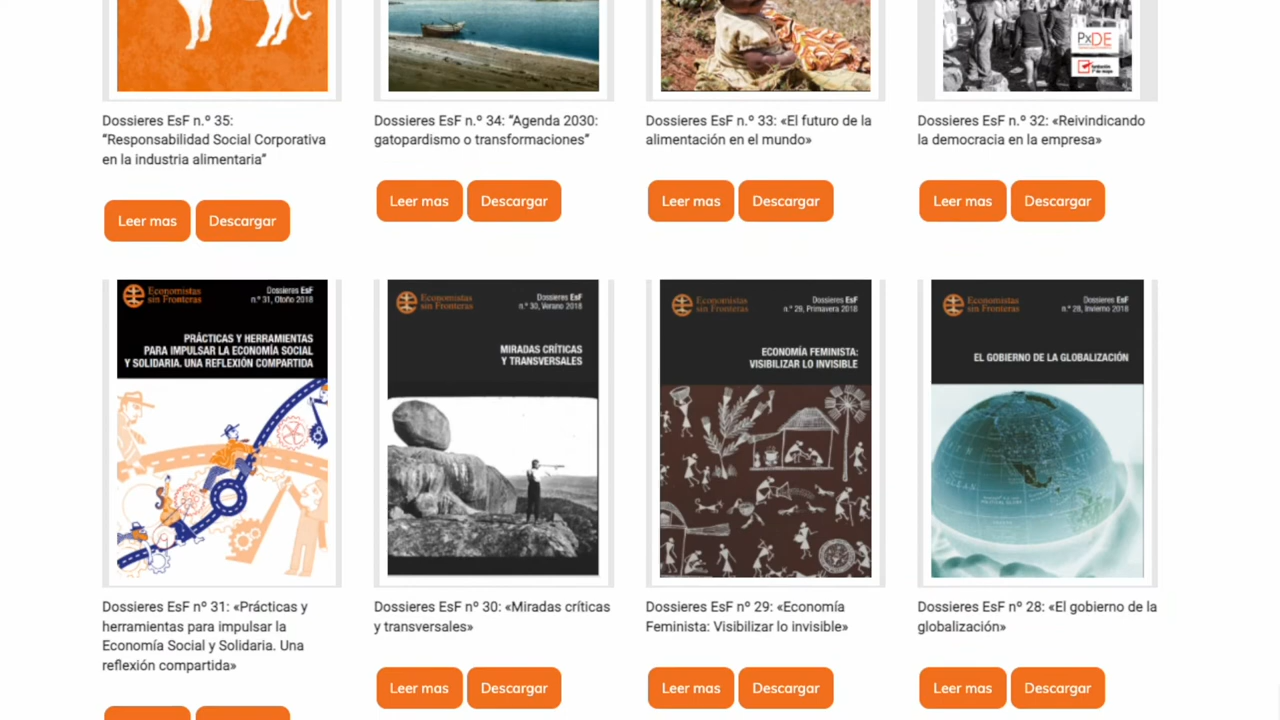 PxDE
Dossieres EsF n.º 35:
“Responsabilidad Social Corporativa
en la industria alimentaria”
Leer mas
Descargar
Dossieres EsF n.º 34: “Agenda 2030:
gatopardismo o transformaciones”
Leer mas
Descargar
Dossieres EsF n.º 33: «El futuro de la
alimentación en el mundo»
Leer mas
Descargar
Dossieres EsF n.º 32: «Reivindicando
la democracia en la empresa»
Leer mas
Descargar
Economistas
sin Fronteras
Dossieres EsF
n.º 31, Otoño 2018
PRÁCTICAS Y HERRAMIENTAS
PARA IMPULSAR LA ECONOMÍA SOCIAL
Y SOLIDARIA. UNA REFLEXIÓN COMPARTIDA
Dossieres EsF nº 31: «Prácticas y
herramientas para impulsar la
Economía Social y Solidaria. Una
reflexión compartida»
Economistas
sin Fronteras
Dossieres EsF
n.º 30, Verano 2018
MIRADAS CRÍTICAS
Y TRANSVERSALES
Dossieres EsF nº 30: «Miradas críticas
y transversales»
Leer mas
Descargar
Economistas
sin Fronteras
Dossieres EsF
n.º 29, Primavera 2018
ECONOMÍA FEMINISTA:
VISIBILIZAR LO INVISIBLE
Dossieres EsF nº 29: «Economía
Feminista: Visibilizar lo invisible»
Leer mas
Descargar
Economistas
sin Fronteras
Dossieres EsF
n.º 28, Invierno 2018
EL GOBIERNO DE LA GLOBALIZACIÓN
Dossieres EsF nº 28: «El gobierno de la
globalización»
Leer mas
Descargar